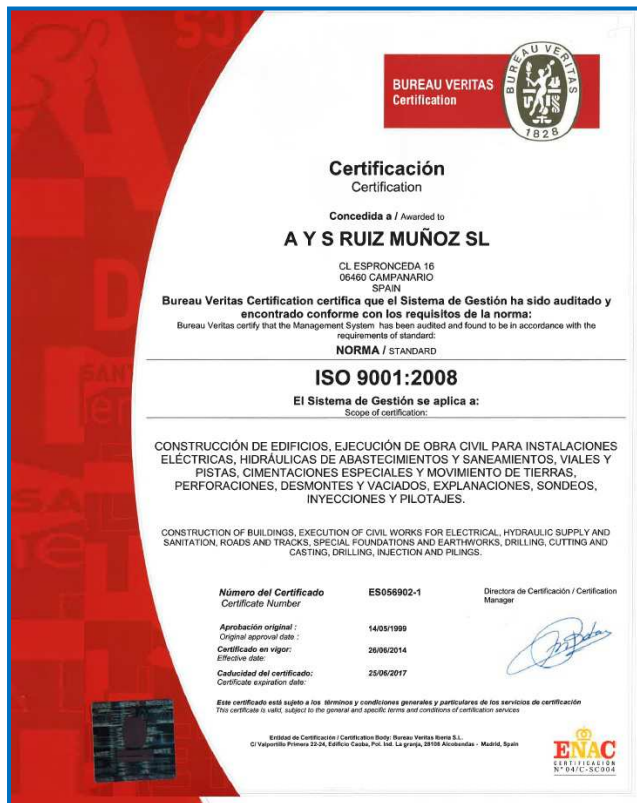 BUREAU VERITAS
Certification
BUREAU VERITAS
1828
Certificación
Certification
Concedida a / Awarded to
A Y S RUIZ MUÑOZ SL
CL ESPRONCEDA 16
06460 CAMPANARIO
SPAIN
Bureau Veritas Certification certifica que el Sistema de Gestión ha sido auditado y
encontrado conforme con los requisitos de la norma:
Bureau Veritas certify that the Management System has been audited and found to be in accordance with the
requirements of standard:
NORMA / STANDARD
ISO 9001:2008
El Sistema de Gestión se aplica a:
Scope of certification:
CONSTRUCCIÓN DE EDIFICIOS, EJECUCIÓN DE OBRA CIVIL PARA INSTALACIONES
ELÉCTRICAS, HIDRÁULICAS DE ABASTECIMIENTOS Y SANEAMIENTOS, VIALES Y
PISTAS, CIMENTACIONES ESPECIALES Y MOVIMIENTO DE TIERRAS,
PERFORACIONES, DESMONTES Y VACIADOS, EXPLANACIONES, SONDEOS,
INYECCIONES Y PILOTAJES.
CONSTRUCTION OF BUILDINGS, EXECUTION OF CIVIL WORKS FOR ELECTRICAL, HYDRAULIC SUPPLY AND
SANITATION, ROADS AND TRACKS, SPECIAL FOUNDATIONS AND EARTHWORKS, DRILLING, CUTTING AND
CASTING, DRILLING, INJECTION AND PILINGS.
Número del Certificado ES056902-1 Directora de Certificación / Certification
Certificate Number Manager
Aprobación original : 14/05/1999
Original approval date :
Certificado en vigor: 26/06/2014
Effective date:
Caducidad del certificado: 25/06/2017
Certificate expiration date:
Este certificado está sujeto a los términos y condiciones generales y particulares de los servicios de certificación
This certificate is valid, subject to the general and specific terms and conditions of certification services
Entidad de Certificación / Certification Body: Bureau Veritas Iberia S.L.
C/ Valportillo Primera 22-24, Edificio Caoba, Pol. Ind. La granja, 28108 Alcobendas - Madrid, Spain
ENAC
CERTIFICACIÓN
Nº 04/C-SC004